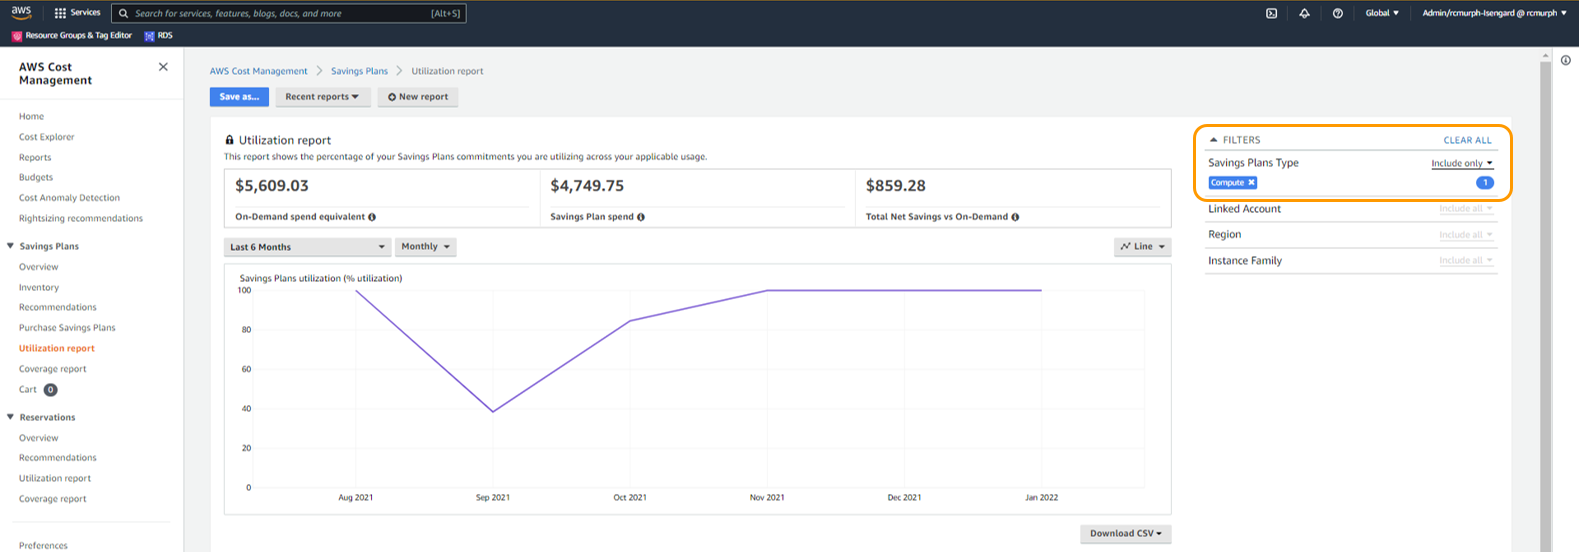 aws Services Search for services, features, blogs, docs, and more [Alt+S] Global Admin/rcmurph-Isengard @ rcmurph
Resource Groups & Tag Editor RDS
AWS Cost Management
Home
Cost Explorer
Reports
Budgets
Cost Anomaly Detection
Rightsizing recommendations
Savings Plans
Overview
Inventory
Recommendations
Purchase Savings Plans
Utilization report
Coverage report
Cart 0
Reservations
Overview
Recommendations
Utilization report
Coverage report
Preferences
AWS Cost Management Savings Plans Utilization report
Save as... Recent reports New report
Utilization report
This report shows the percentage of your Savings Plans commitments you are utilizing across your applicable usage.
$5,609.03
On-Demand spend equivalent
$4,749.75
Savings Plan spend
$859.28
Total Net Savings vs On-Demand
Last 6 Months Monthly Line
Savings Plans utilization (% utilization)
100
80
60
40
20
0
Aug 2021 Sep 2021 Oct 2021 Nov 2021 Dec 2021 Jan 2022
Download CSV
FILTERS CLEAR ALL
Savings Plans Type Include only
Compute 1
Linked Account Include all
Region Include all
Instance Family Include all